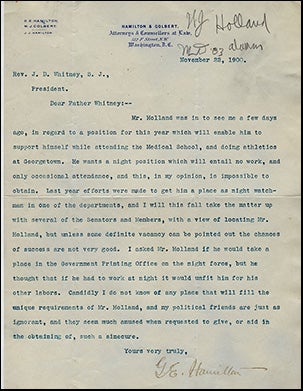 HAMILTON & COLBERT,
Attorneys & Counsellors at Law,
Washington, D.C.
G. E. HAMILTON,
M. J. COLBERT,
J. J. HAMILTON.
W J Holland
November 22, 1900.
Rev. J. D. Whitney, S. J.,
President.
Dear Father Whitney:--
Mr. Holland was in to see me a few days
ago, in regard to a position for this year which will enable him to
support himself while attending the Medical School, and doing athletics
at Georgetown. He wants a night position which will entail no work, and
only occasional attendance, and this, in my opinion, is impossible to
obtain. Last year efforts were made to get him a place as night watch-
man in one of the departments, and I will this fall take the matter up
with several of the Senators and Members, with a view of locating Mr.
Holland, but unless some definite vacancy can be pointed out the chances
of success are not very good. I asked Mr. Holland if he would take a
place in the Government Printing Office on the night forces, but he
thought that if he had to work at night it would unfit him for his
other labors. Candidly I do not know of any place that will fill the
unique requirements of Mr. Holland, and my political friends are just as
ignorant, and they seem much amused when requested to give, or aid in
the obtaining of, such a sinecure.
Yours very truly,
G. E. Hamilton